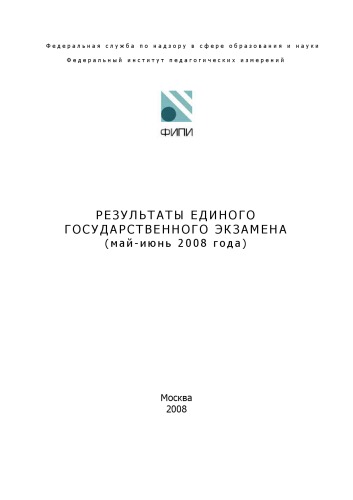 Федеральная служба по надзору в сфере образования и науки
Федеральный институт педагогических измерений
ФИПИ
РЕЗУЛЬТАТЫ ЕДИНОГО
ГОСУДАРСТВЕННОГО ЭКЗАМЕНА
(май-июнь 2008 года)
Москва
2008